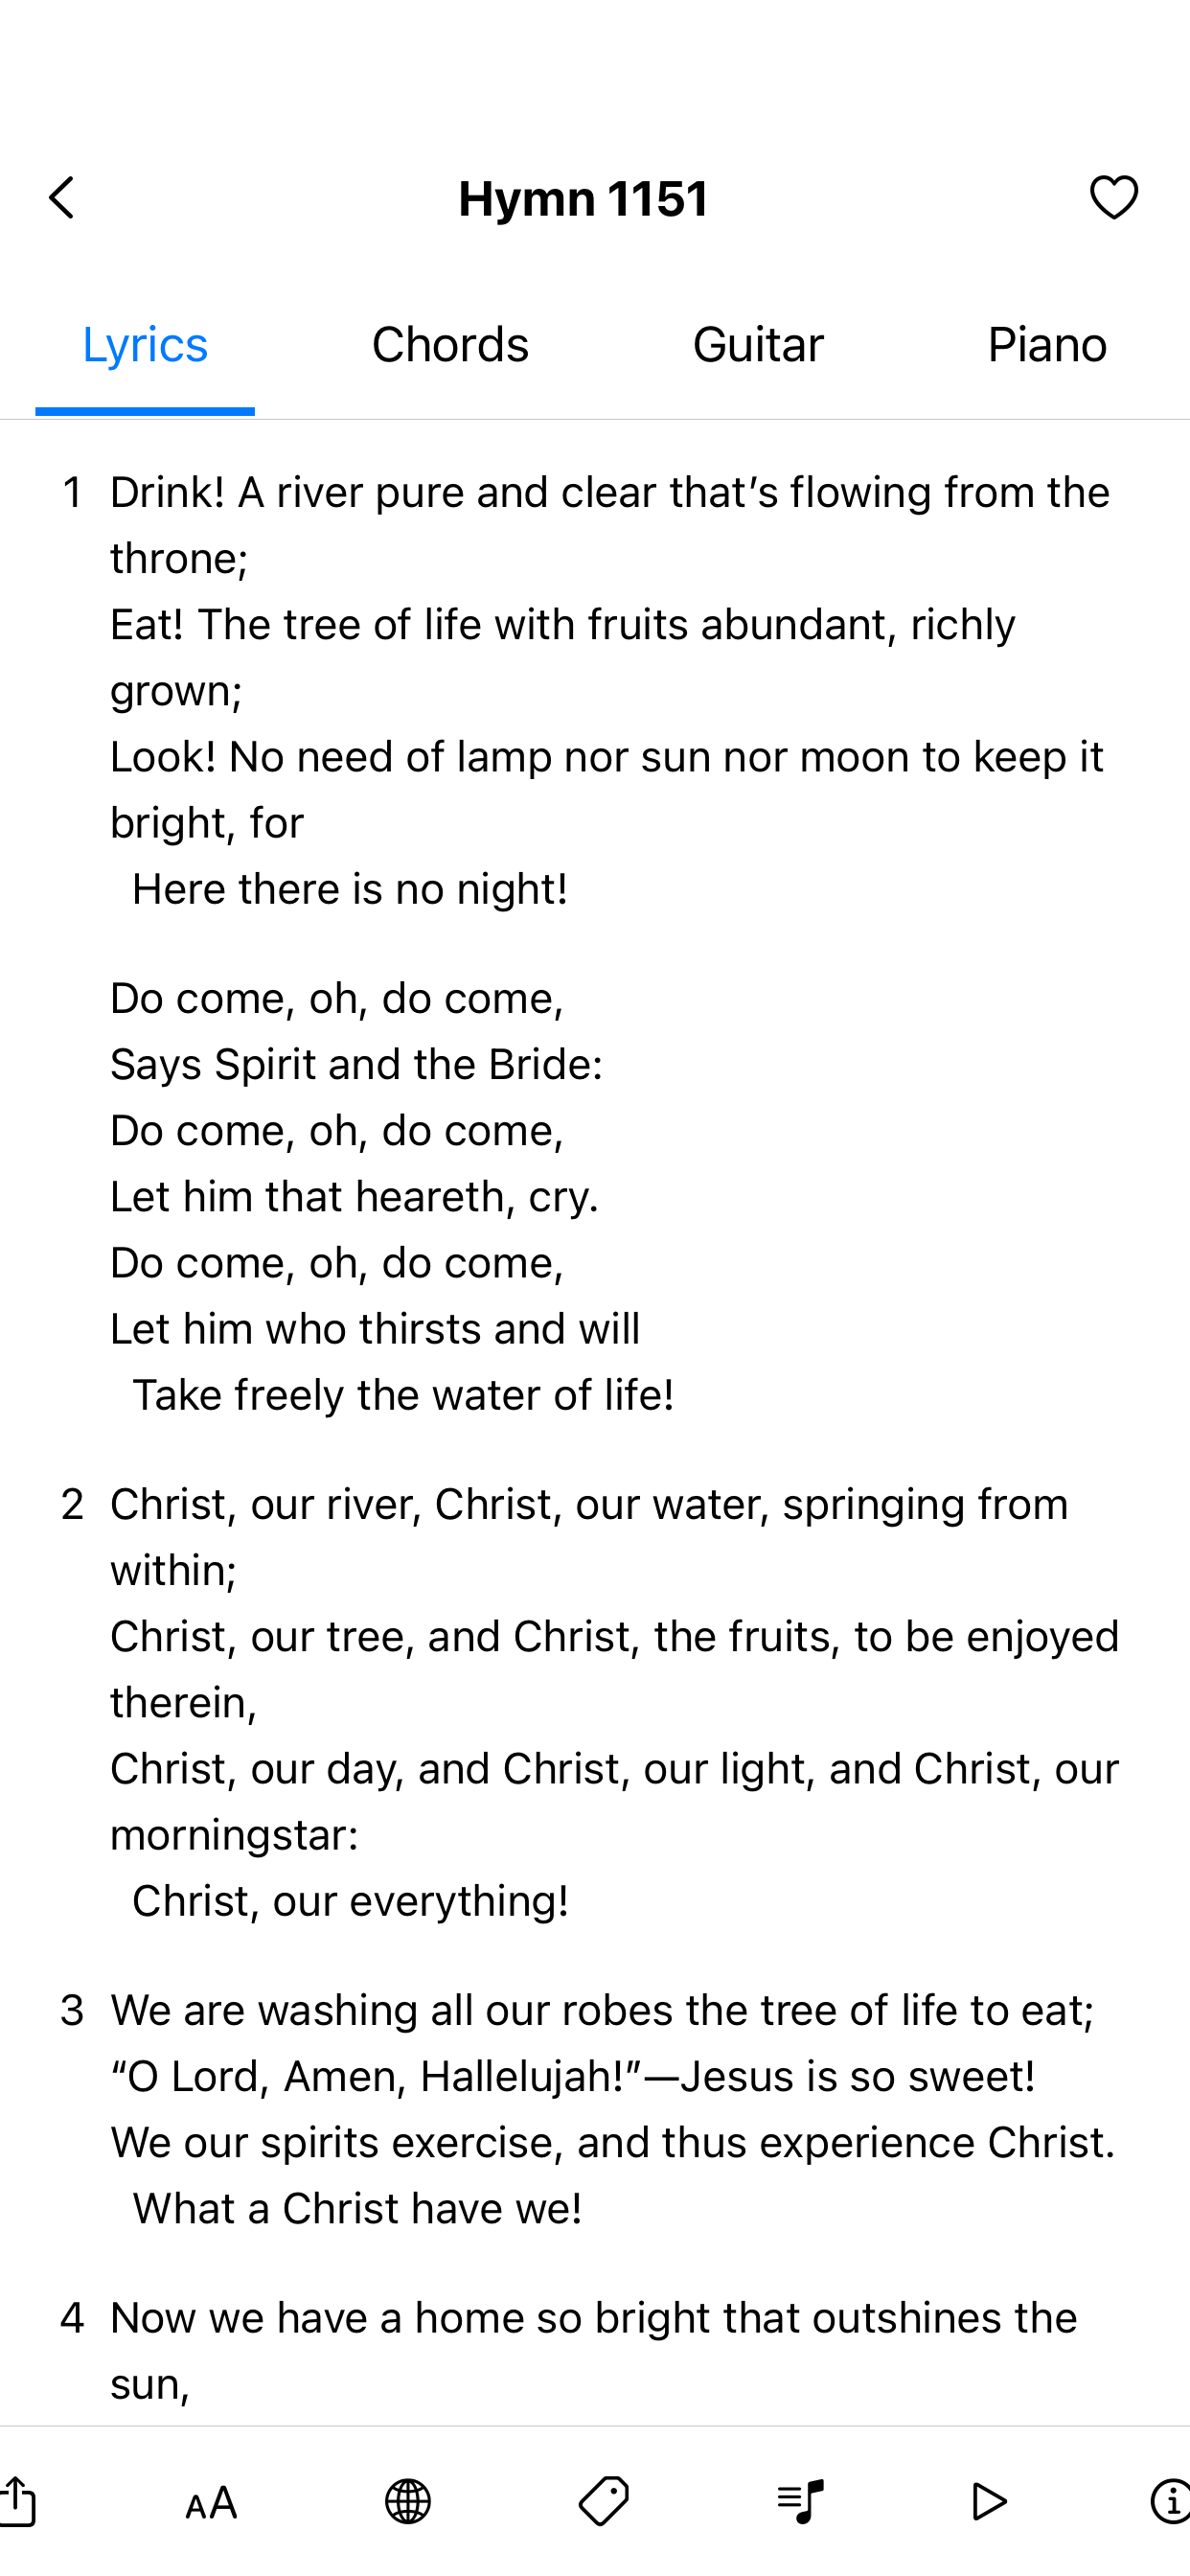 Hymn 1151
Lyrics Chords Guitar Piano
1 Drink! A river pure and clear that’s flowing from the
throne;
Eat! The tree of life with fruits abundant, richly
grown;
Look! No need of lamp nor sun nor moon to keep it
bright, for
Here there is no night!
Do come, oh, do come,
Says Spirit and the Bride:
Do come, oh, do come,
Let him that heareth, cry.
Do come, oh, do come,
Let him who thirsts and will
Take freely the water of life!
2 Christ, our river, Christ, our water, springing from
within;
Christ, our tree, and Christ, the fruits, to be enjoyed
therein,
Christ, our day, and Christ, our light, and Christ, our
morningstar:
Christ, our everything!
3 We are washing all our robes the tree of life to eat;
“O Lord, Amen, Hallelujah!”—Jesus is so sweet!
We our spirits exercise, and thus experience Christ.
What a Christ have we!
4 Now we have a home so bright that outshines the
sun,
AA